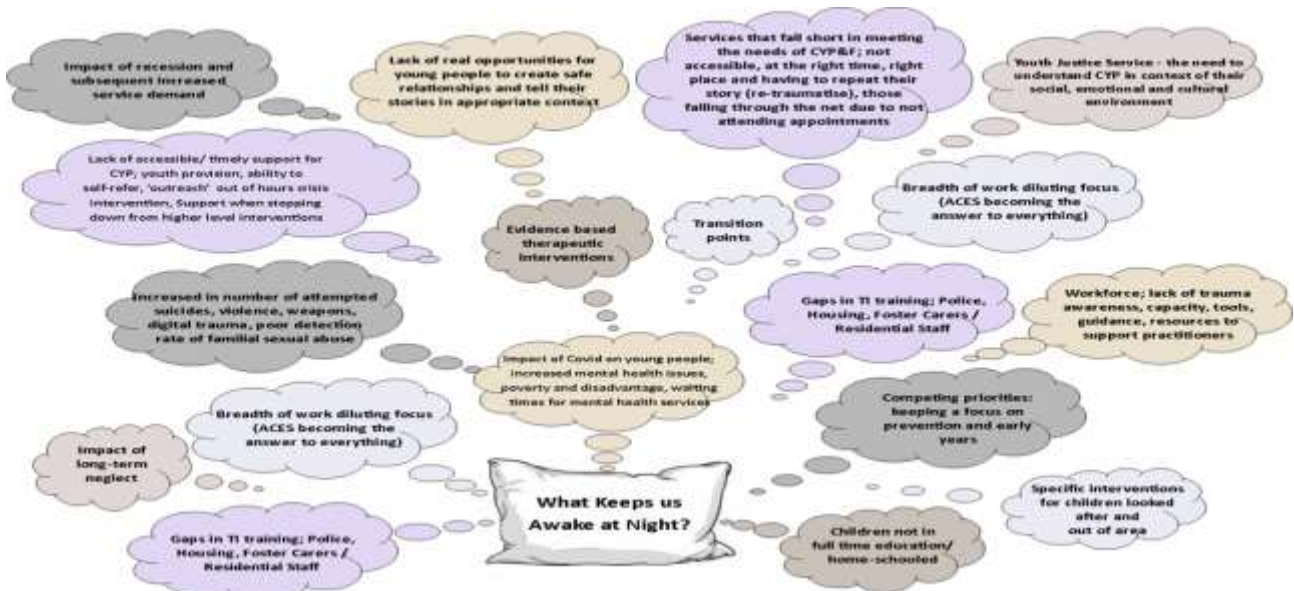 Impact of recession and
subsequent increased
service demand
Lack of real opportunities for
young people to create safe
relationships and tell their
stories in appropriate context
Services that fall short in meeting
the needs of CYP&F; not
accessible, at the right time, right
place and having to repeat their
story (re-traumatise), those
falling through the net due to not
attending appointments
Youth Justice Service - the need to
understand CYP in context of their
social, emotional and cultural
environment
Lack of accessible/ timely support for
CYP; youth provision, ability to
self-refer, 'outreach' out of hours crisis
intervention, Support when stepping
down from higher level interventions
Evidence based
therapeutic
interventions
Transition
points
Breadth of work diluting focus
(ACES becoming the
answer to everything)
Increased in number of attempted
suicides, violence, weapons,
digital trauma, poor detection
rate of familial sexual abuse
Impact of Covid on young people;
increased mental health issues,
poverty and disadvantage, waiting
times for mental health services
Gaps in TI training; Police,
Housing, Foster Carers /
Residential Staff
Workforce; lack of trauma
awareness, capacity, tools,
guidance, resources to
support practitioners
Breadth of work diluting focus
(ACES becoming the
answer to everything)
Competing priorities:
keeping a focus on
prevention and early
years
Impact of
long-term
neglect
What Keeps us
Awake at Night?
Specific interventions
for children looked
after and
out of area
Gaps in TI training; Police,
Housing, Foster Carers /
Residential Staff
Children not in
full time education/
home-schooled